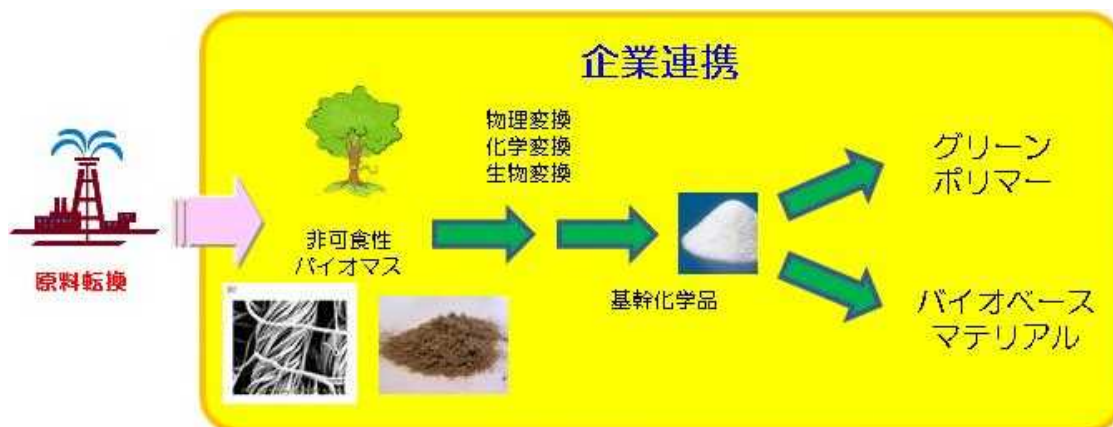 企業連携
原料転換
非可食性
バイオマス
物理変換
化学変換
生物変換
基幹化学品
グリーン
ポリマー
バイオベース
マテリアル